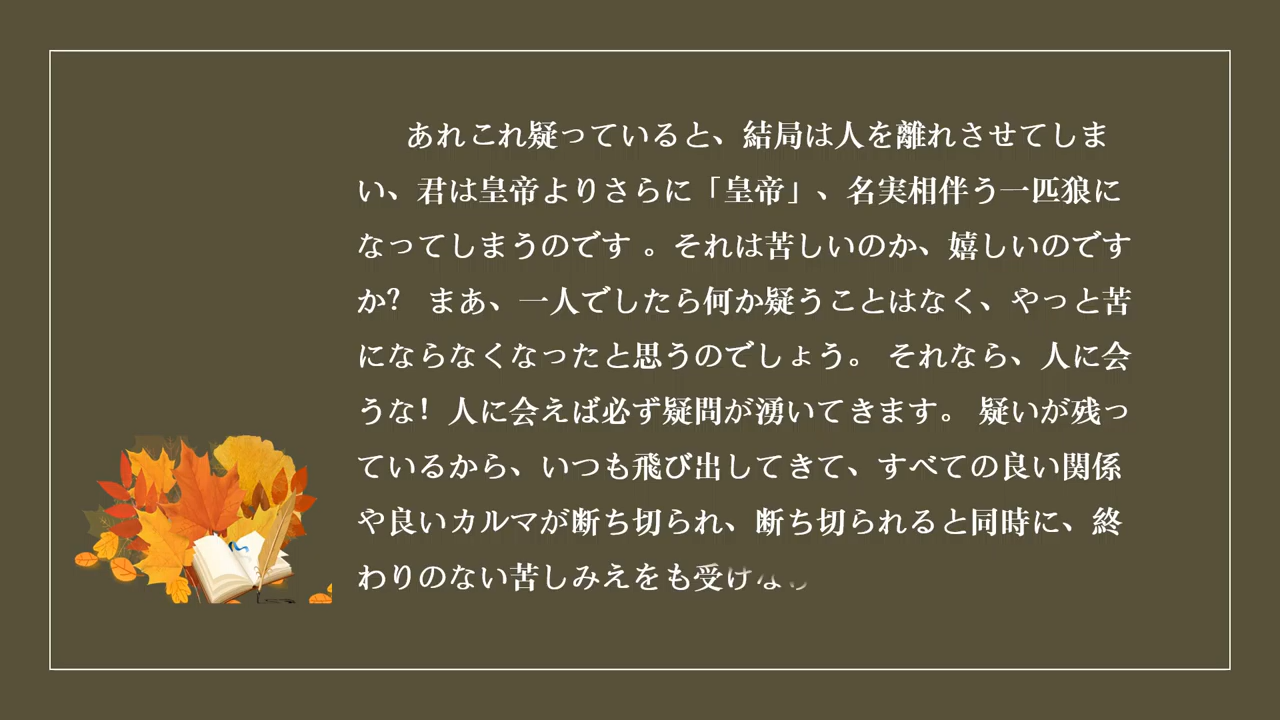 あれこれ疑っていると、結局は人を離れさせてしま
い、君は皇帝よりさらに「皇帝」、名実相伴う一匹狼に
なってしまうのです 。それは苦しいのか、嬉しいのです
か? まあ、一人でしたら何か疑うことはなく、やっと苦
にならなくなったと思うのでしょう。 それなら、人に会
うな! 人に会えば必ず疑問が湧いてきます。 疑いが残っ
ているから、いつも飛び出してきて、すべての良い関係
や良いカルマが断ち切られ、断ち切られると同時に、終
わりのない苦しみえをも受けな